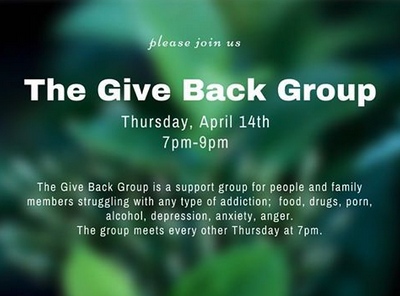 please join us
The Give Back Group
Thursday, April 14th
7pm-9pm
The Give Back Group is a support group for people and family
members struggling with any type of addiction;  food, drugs, porn,
alcohol, depression, anxiety, anger.
The group meets every other Thursday at 7pm.